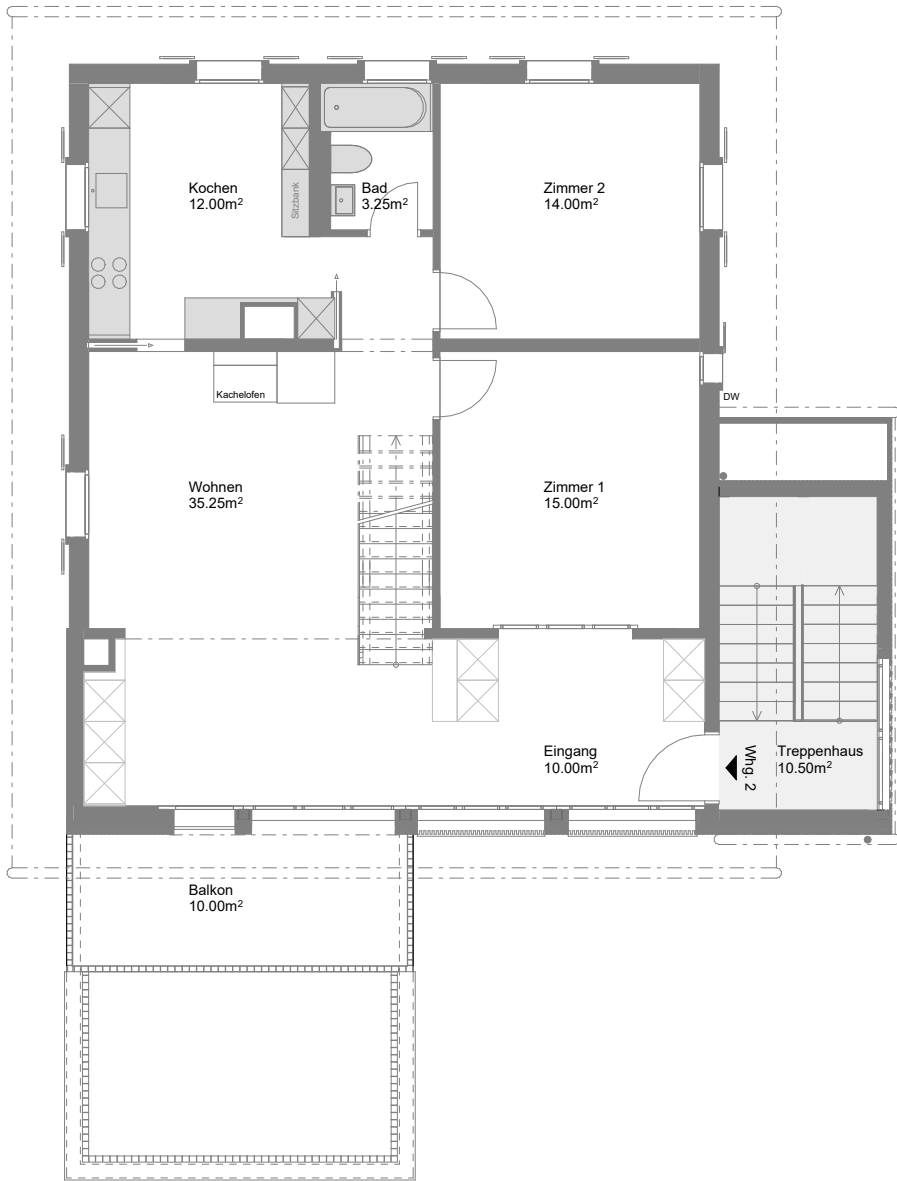 Kochen
12.00m²
Sitzbank
Bad
3.25m²
Zimmer 2
14.00m²
Kachelofen
DW
Wohnen
35.25m²
Zimmer 1
15.00m²
Eingang
10.00m²
Whg. 2
Treppenhaus
10.50m²
Balkon
10.00m²